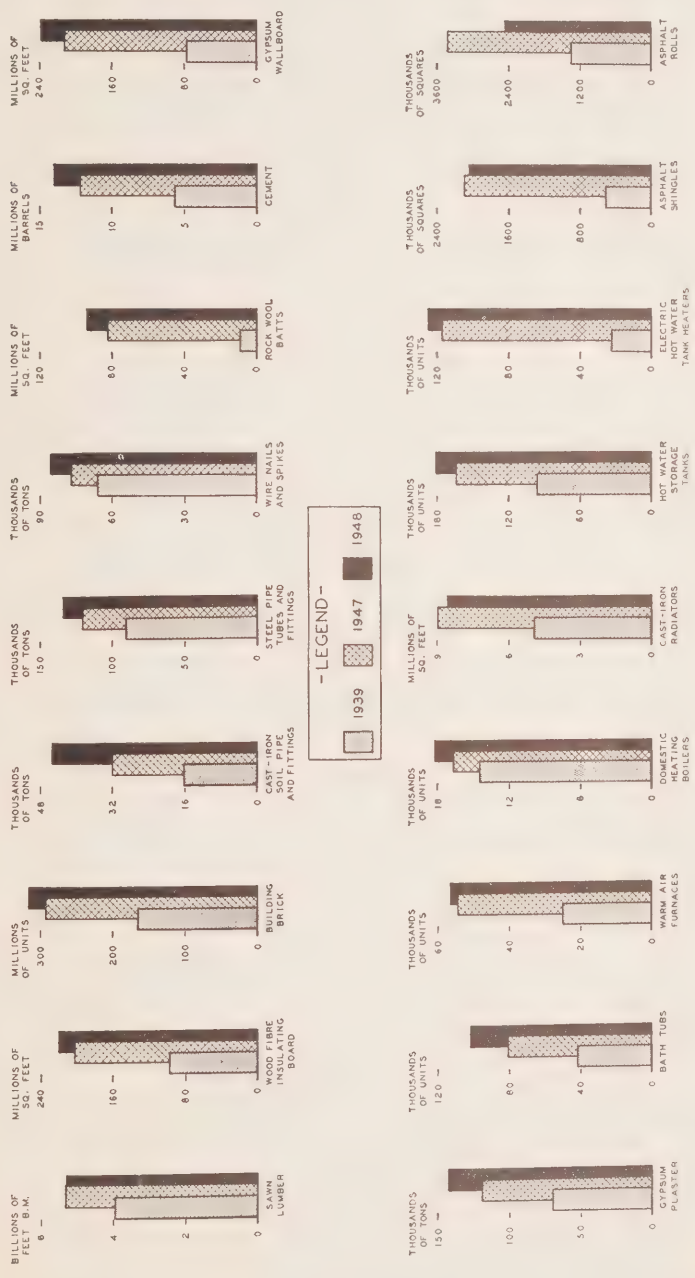 BILLIONS OF
FEET B.M.
6 –
4 –
2 –
0
SAWN
LUMBER
MILLIONS OF
SQ. FEET
240 –
160 –
80 –
0
WOOD FIBRE
INSULATING
BOARD
MILLIONS
OF UNITS
300 –
200 –
100 –
0
BUILDING
BRICK
THOUSANDS
OF TONS
48 –
32 –
16 –
0
CAST-IRON
SOIL PIPE
AND FITTINGS
THOUSANDS
OF TONS
150 –
100 –
50 –
0
STEEL PIPE
TUBES AND
FITTINGS
THOUSANDS
OF TONS
90 –
60 –
30 –
0
WIRE NAILS
AND SPIKES
MILLIONS OF
SQ. FEET
120 –
80 –
40 –
0
ROCK WOOL
BATTS
MILLIONS OF
BARRELS
15 –
10 –
5 –
0
CEMENT
MILLIONS OF
SQ. FEET
240 –
160 –
80 –
0
GYPSUM
WALLBOARD
–LEGEND–
1939 1947 1948
THOUSANDS
OF TONS
150 –
100 –
50 –
0
GYPSUM
PLASTER
THOUSANDS
OF UNITS
120 –
80 –
40 –
0
BATH TUBS
THOUSANDS
OF UNITS
60 –
40 –
20 –
0
WARM AIR
FURNACES
THOUSANDS
OF UNITS
18 –
12 –
6 –
0
DOMESTIC
HEATING
BOILERS
MILLIONS OF
SQ. FEET
9 –
6 –
3 –
0
CAST-IRON
RADIATORS
THOUSANDS
OF UNITS
180 –
120 –
60 –
0
HOT WATER
STORAGE
TANKS
THOUSANDS
OF UNITS
120 –
80 –
40 –
0
ELECTRIC
HOT WATER
TANK HEATERS
THOUSANDS
OF SQUARES
2400 –
1600 –
800 –
0
ASPHALT
SHINGLES
THOUSANDS
OF SQUARES
3600 –
2400 –
1200 –
0
ASPHALT
ROLLS